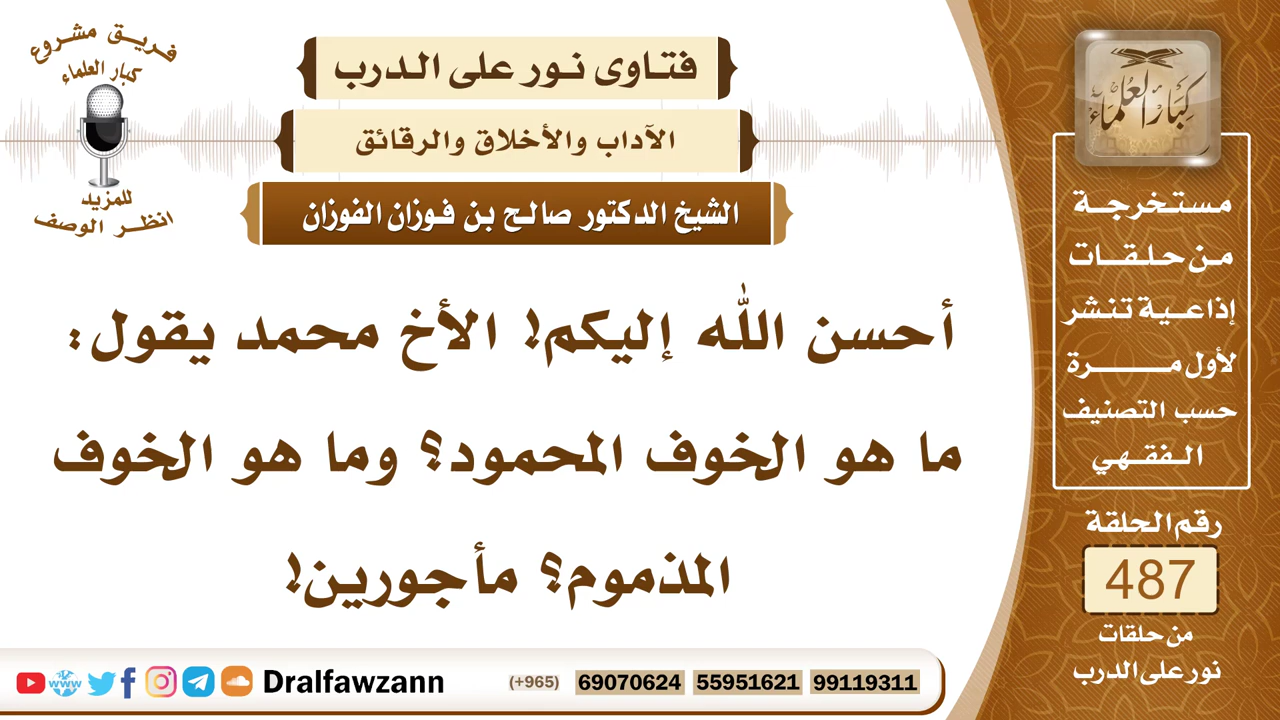 فريق مشروع
كبار العلماء
للمزيد
انظر الوصف
فتاوى نور على الدرب
الآداب والأخلاق والرقائق
الشيخ الدكتور صالح بن فوزان الفوزان
أحسن الله إليكم! الأخ محمد يقول:
ما هو الخوف المحمود؟ وما هو الخوف
المذموم؟ مأجورين!
كبار العلماء
مستخرجة
من حلقات
إذاعية تنشر
لأول مرة
حسب التصنيف
الفقهي
رقم الحلقة
487
من حلقات
نور على الدرب
www
Dralfawzann
(+965) 69070624 55951621 99119311